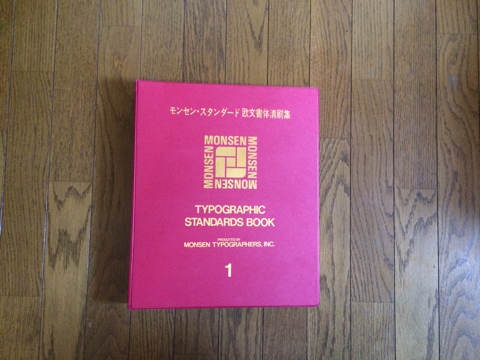 モンセン・スタンダード 欧文書体清刷集
MONSEN
MONSEN
MONSEN
MONSEN
TYPOGRAPHIC
STANDARDS BOOK
PRODUCED BY
MONSEN TYPOGRAPHERS, INC.
1